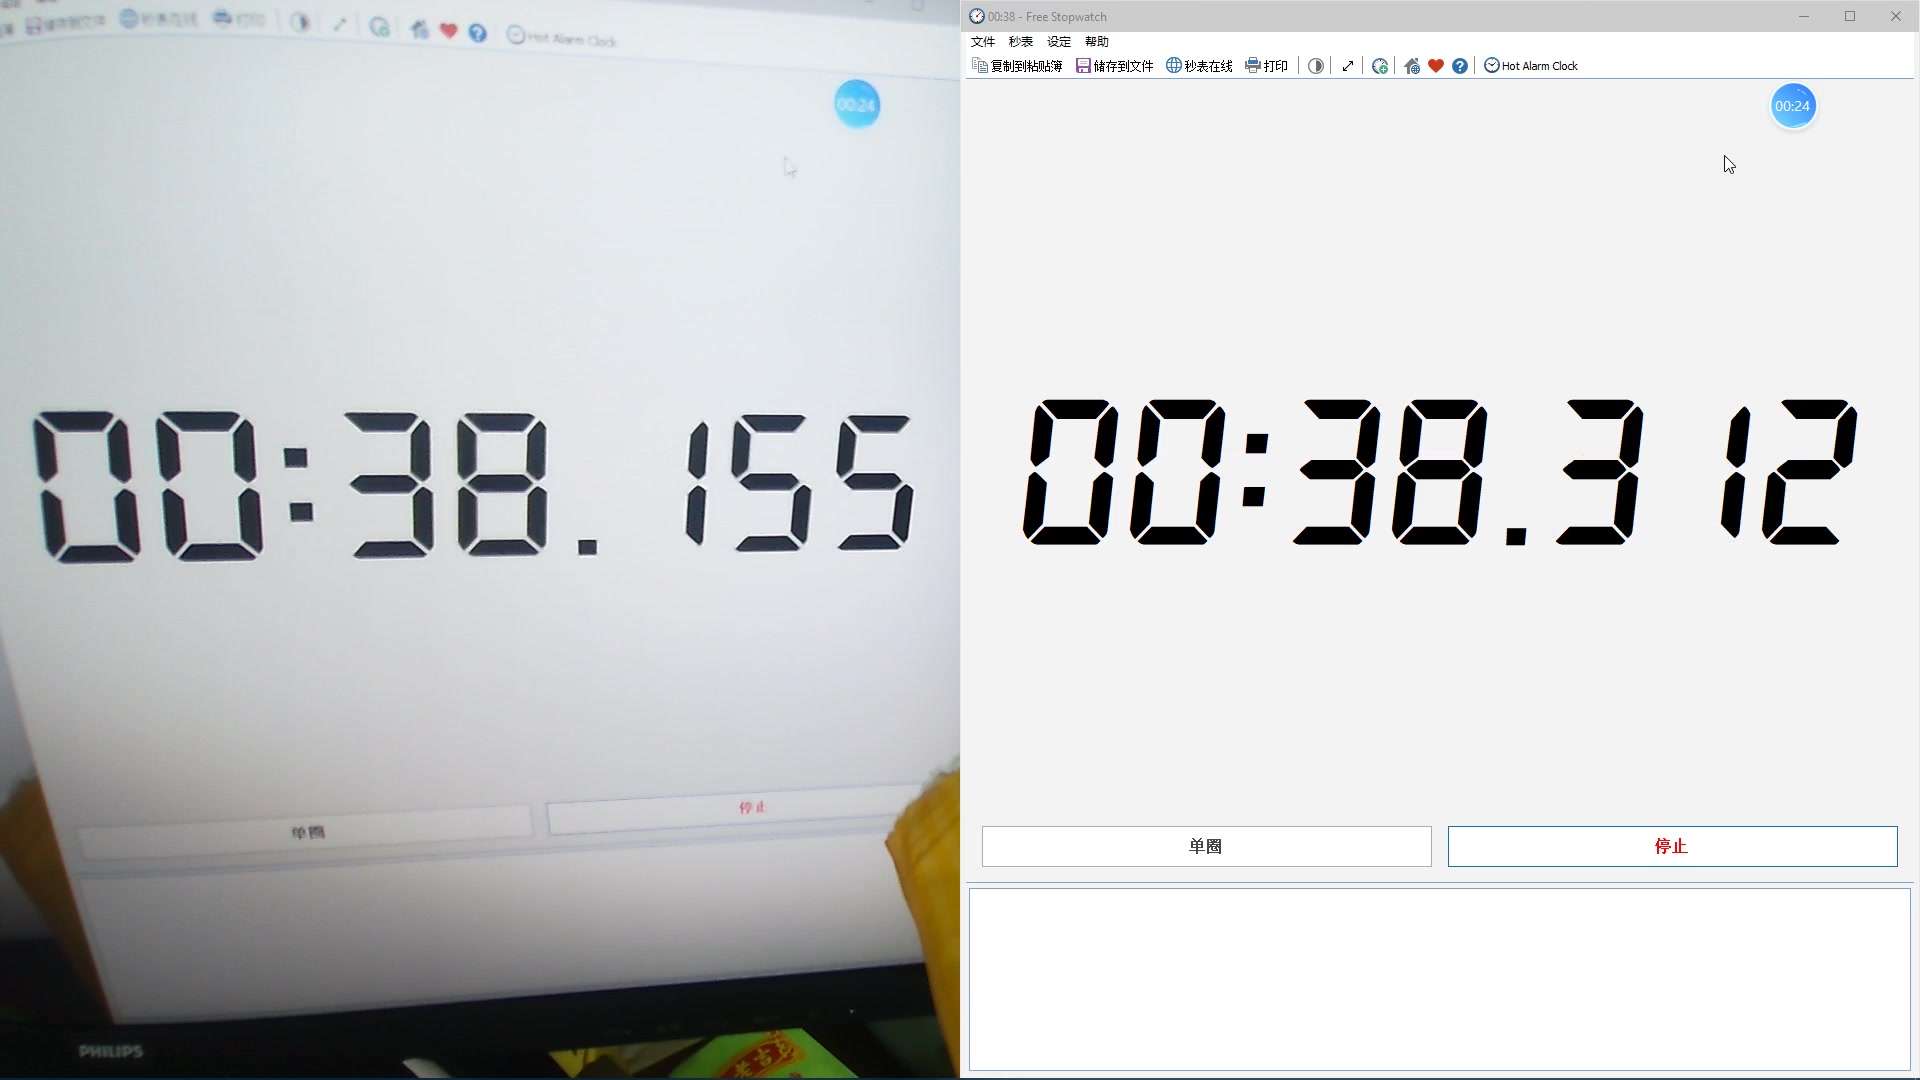 储存到文件 秒表在线 打印 Hot Alarm Clock
00:24
00:38.155
单圈 停止
PHILIPS
00:38 - Free Stopwatch
文件 秒表 设定 帮助
复制到粘贴簿 储存到文件 秒表在线 打印 Hot Alarm Clock
00:24
00:38.312
单圈 停止